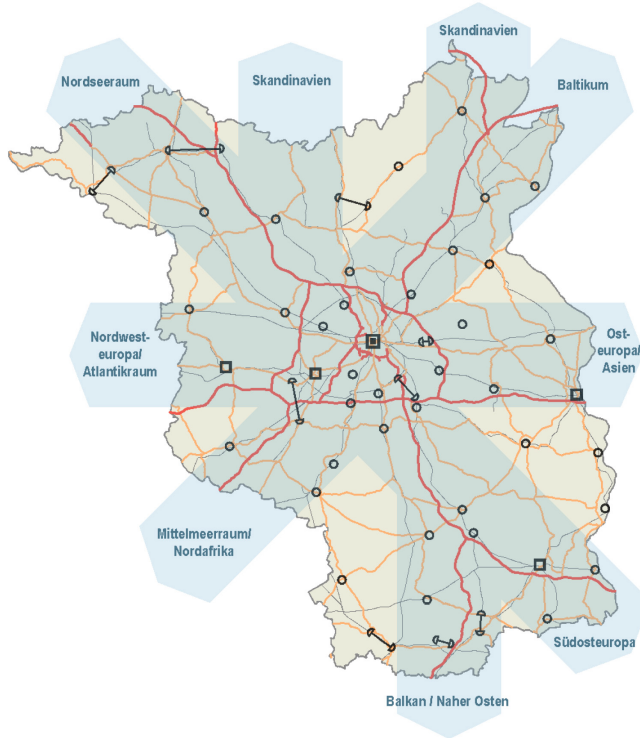 Skandinavien
Nordseeraum
Skandinavien
Baltikum
Nordwest-
europa/
Atlantikraum
Ost-
europa/
Asien
Mittelmeerraum/
Nordafrika
Südosteuropa
Balkan / Naher Osten